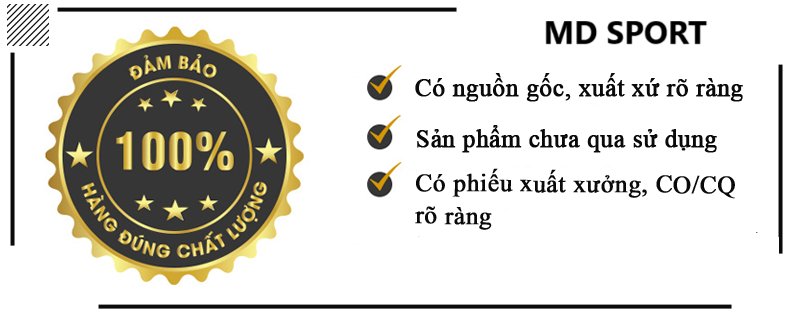 ĐẢM BẢO
100%
HÀNG ĐÚNG CHẤT LƯỢNG
MD SPORT
Có nguồn gốc, xuất xứ rõ ràng
Sản phẩm chưa qua sử dụng
Có phiếu xuất xưởng, CO/CQ
rõ ràng